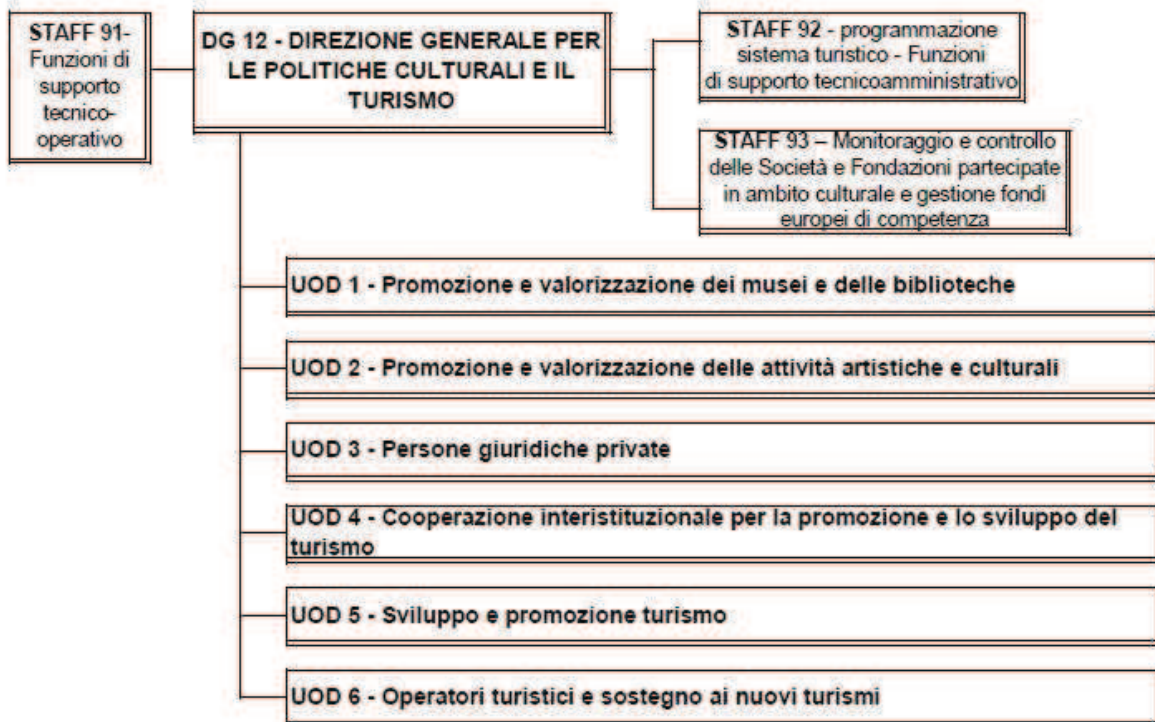 STAFF 91-
Funzioni di
supporto
tecnico-
operativo
DG 12 - DIREZIONE GENERALE PER
LE POLITICHE CULTURALI E IL
TURISMO
STAFF 92 - programmazione
sistema turistico - Funzioni
di supporto tecnicoamministrativo
STAFF 93 – Monitoraggio e controllo
delle Società e Fondazioni partecipate
in ambito culturale e gestione fondi
europei di competenza
UOD 1 - Promozione e valorizzazione dei musei e delle biblioteche
UOD 2 - Promozione e valorizzazione delle attività artistiche e culturali
UOD 3 - Persone giuridiche private
UOD 4 - Cooperazione interistituzionale per la promozione e lo sviluppo del
turismo
UOD 5 - Sviluppo e promozione turismo
UOD 6 - Operatori turistici e sostegno ai nuovi turismi